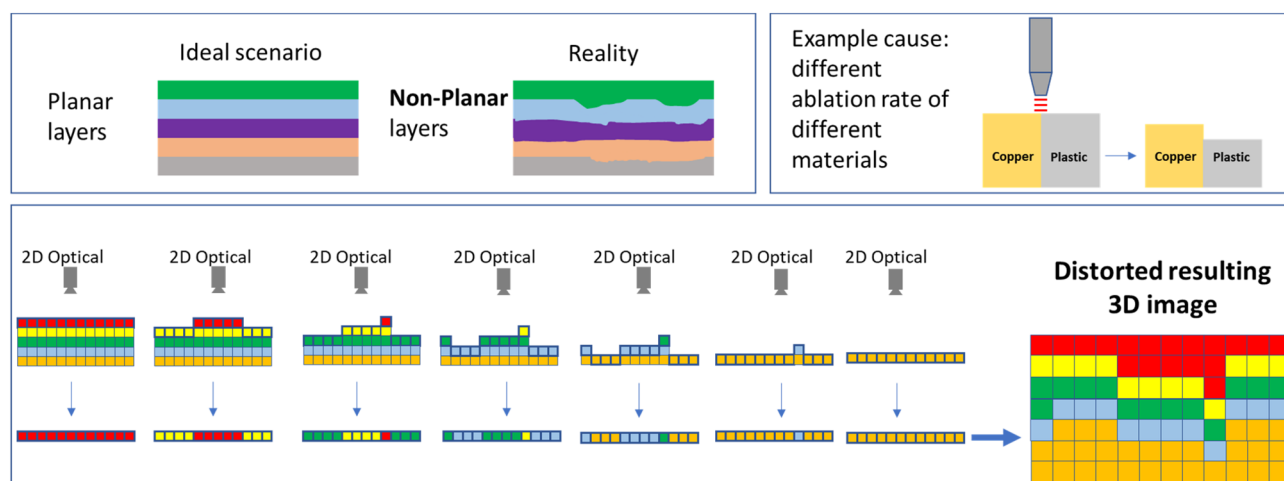 Ideal scenario
Reality
Planar
layers
Non-Planar
layers
Example cause:
different
ablation rate of
different
materials
Copper
Plastic
Copper
Plastic
2D Optical
2D Optical
2D Optical
2D Optical
2D Optical
2D Optical
2D Optical
Distorted resulting
3D image